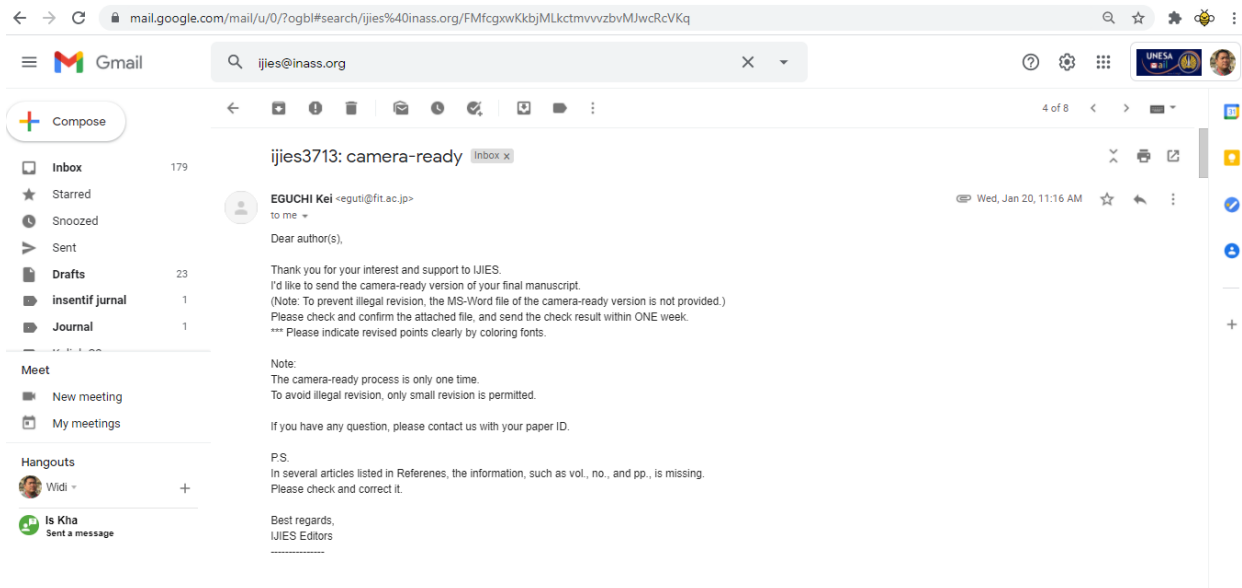 mail.google.com/mail/u/0/?ogbl#search/ijies%40inass.org/FMfcgxwKkbjMLkctmvvvzbvMJwcRcVKq
Gmail
ijies@inass.org
UNESA
mail
Compose
4 of 8
ijies3713: camera-ready Inbox x
Inbox 179
Starred
Snoozed
Sent
Drafts 23
insentif jurnal 1
Journal 1
Meet
New meeting
My meetings
Hangouts
Widi
Is Kha
Sent a message
EGUCHI Kei <eguti@fit.ac.jp> Wed, Jan 20, 11:16 AM
to me
Dear author(s),
Thank you for your interest and support to IJIES.
I'd like to send the camera-ready version of your final manuscript.
(Note: To prevent illegal revision, the MS-Word file of the camera-ready version is not provided.)
Please check and confirm the attached file, and send the check result within ONE week.
*** Please indicate revised points clearly by coloring fonts.
Note:
The camera-ready process is only one time.
To avoid illegal revision, only small revision is permitted.
If you have any question, please contact us with your paper ID.
P.S.
In several articles listed in Referenes, the information, such as vol., no., and pp., is missing.
Please check and correct it.
Best regards,
IJIES Editors
---------------